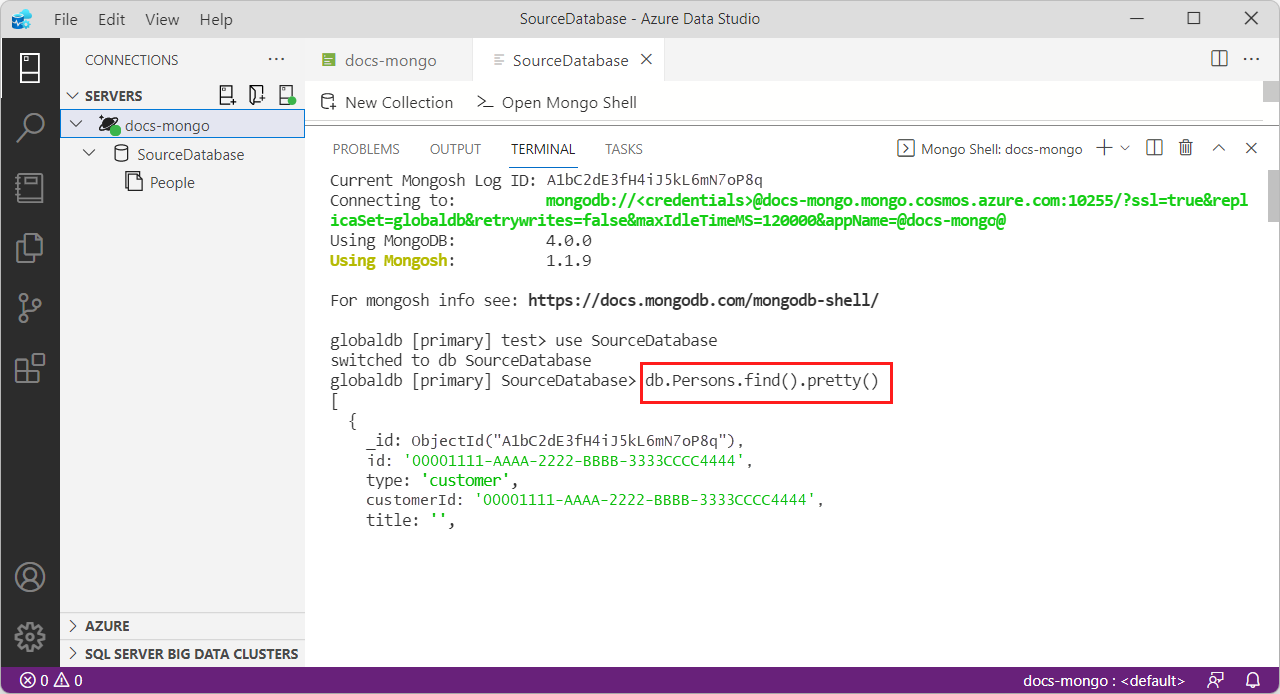 File Edit View Help
SourceDatabase - Azure Data Studio
CONNECTIONS
SERVERS
docs-mongo
SourceDatabase
People
AZURE
SQL SERVER BIG DATA CLUSTERS
docs-mongo
SourceDatabase
New Collection
Open Mongo Shell
PROBLEMS OUTPUT TERMINAL TASKS
Mongo Shell: docs-mongo
Current Mongosh Log ID: A1bC2dE3fH4iJ5kL6mN7oP8q
Connecting to: mongodb://<credentials>@docs-mongo.mongo.cosmos.azure.com:10255/?ssl=true&repl
icaSet=globaldb&retrywrites=false&maxIdleTimeMS=120000&appName=@docs-mongo@
Using MongoDB: 4.0.0
Using Mongosh: 1.1.9
For mongosh info see: https://docs.mongodb.com/mongodb-shell/
globaldb [primary] test> use SourceDatabase
switched to db SourceDatabase
globaldb [primary] SourceDatabase> db.Persons.find().pretty()
[
{
_id: ObjectId("A1bC2dE3fH4iJ5kL6mN7oP8q"),
id: '00001111-AAAA-2222-BBBB-3333CCCC4444',
type: 'customer',
customerId: '00001111-AAAA-2222-BBBB-3333CCCC4444',
title: '',
0 0
docs-mongo : <default>